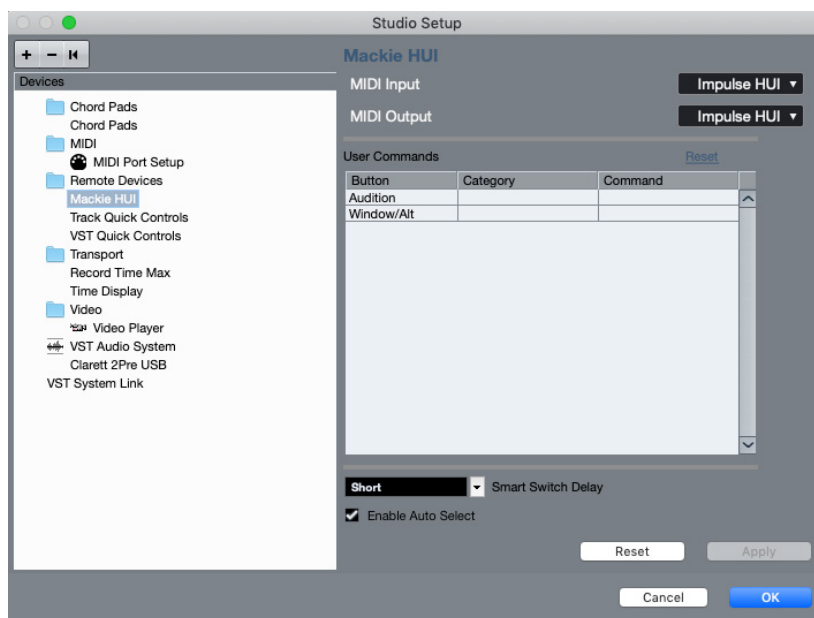 Studio Setup
+ −
Devices
Chord Pads
Chord Pads
MIDI
MIDI Port Setup
Remote Devices
Mackie HUI
Track Quick Controls
VST Quick Controls
Transport
Record Time Max
Time Display
Video
Video Player
VST Audio System
Clarett 2Pre USB
VST System Link
Mackie HUI
MIDI Input Impulse HUI
MIDI Output Impulse HUI
User Commands Reset
Button Category Command
Audition
Window/Alt
Short Smart Switch Delay
Enable Auto Select
Reset Apply
Cancel OK